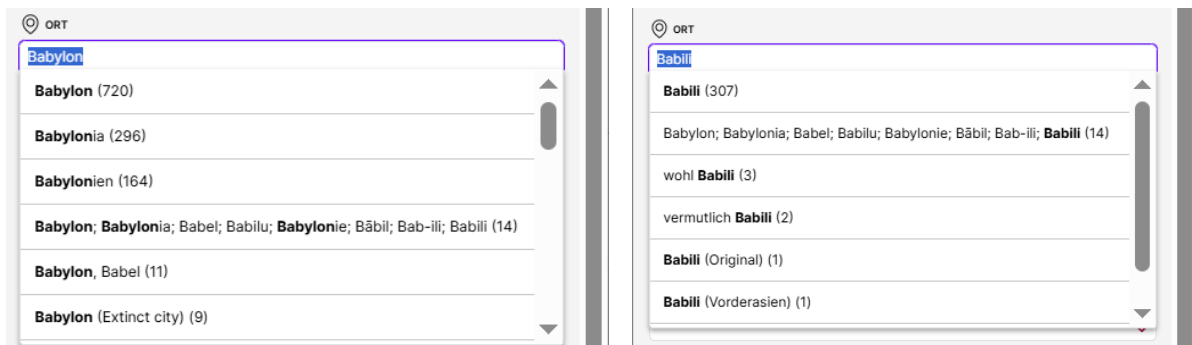 ORT
Babylon
Babylon (720)
Babylonia (296)
Babylonien (164)
Babylon; Babylonia; Babel; Babilu; Babylonie; Bābil; Bab-ili; Babili (14)
Babylon, Babel (11)
Babylon (Extinct city) (9)
ORT
Babili
Babili (307)
Babylon; Babylonia; Babel; Babilu; Babylonie; Bābil; Bab-ili; Babili (14)
wohl Babili (3)
vermutlich Babili (2)
Babili (Original) (1)
Babili (Vorderasien) (1)